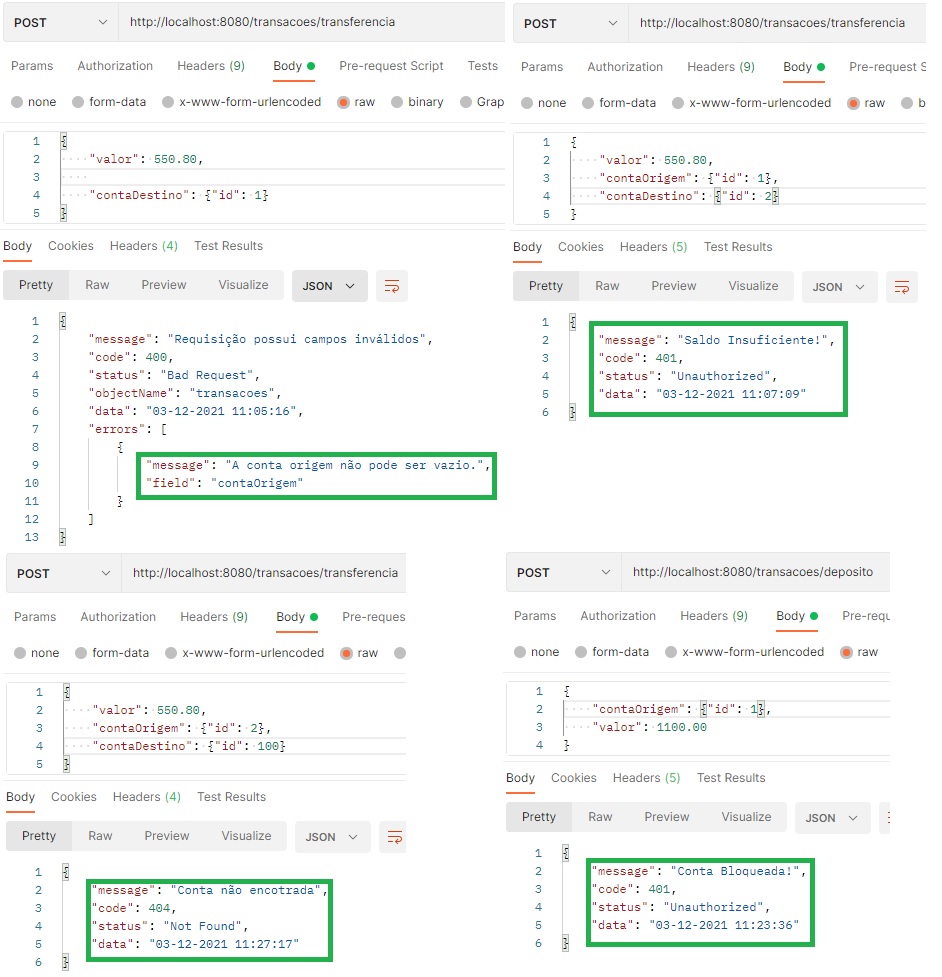 POST http://localhost:8080/transacoes/transferencia
Params Authorization Headers (9) Body Pre-request Script Tests
none form-data x-www-form-urlencoded raw binary Grap
1 {
2 "valor": 550.80,
3
4 "contaDestino": {"id": 1}
5 }
Body Cookies Headers (4) Test Results
Pretty Raw Preview Visualize JSON
1 {
2 "message": "Requisição possui campos inválidos",
3 "code": 400,
4 "status": "Bad Request",
5 "objectName": "transacoes",
6 "data": "03-12-2021 11:05:16",
7 "errors": [
8 {
9 "message": "A conta origem não pode ser vazio.",
10 "field": "contaOrigem"
11 }
12 ]
13 }
POST http://localhost:8080/transacoes/transferencia
Params Authorization Headers (9) Body Pre-request S
none form-data x-www-form-urlencoded raw b
1 {
2 "valor": 550.80,
3 "contaOrigem": {"id": 1},
4 "contaDestino": {"id": 2}
5 }
Body Cookies Headers (5) Test Results
Pretty Raw Preview Visualize JSON
1 {
2 "message": "Saldo Insuficiente!",
3 "code": 401,
4 "status": "Unauthorized",
5 "data": "03-12-2021 11:07:09"
6 }
POST http://localhost:8080/transacoes/transferencia
Params Authorization Headers (9) Body Pre-reques
none form-data x-www-form-urlencoded raw
1 {
2 "valor": 550.80,
3 "contaOrigem": {"id": 2},
4 "contaDestino": {"id": 100}
5 }
Body Cookies Headers (4) Test Results
Pretty Raw Preview Visualize JSON
1 {
2 "message": "Conta não encotrada",
3 "code": 404,
4 "status": "Not Found",
5 "data": "03-12-2021 11:27:17"
6 }
POST http://localhost:8080/transacoes/deposito
Params Authorization Headers (9) Body Pre-requ
none form-data x-www-form-urlencoded raw
1 {
2 "contaOrigem": {"id": 1},
3 "valor": 1100.00
4 }
Body Cookies Headers (5) Test Results
Pretty Raw Preview Visualize JSON
1 {
2 "message": "Conta Bloqueada!",
3 "code": 401,
4 "status": "Unauthorized",
5 "data": "03-12-2021 11:23:36"
6 }